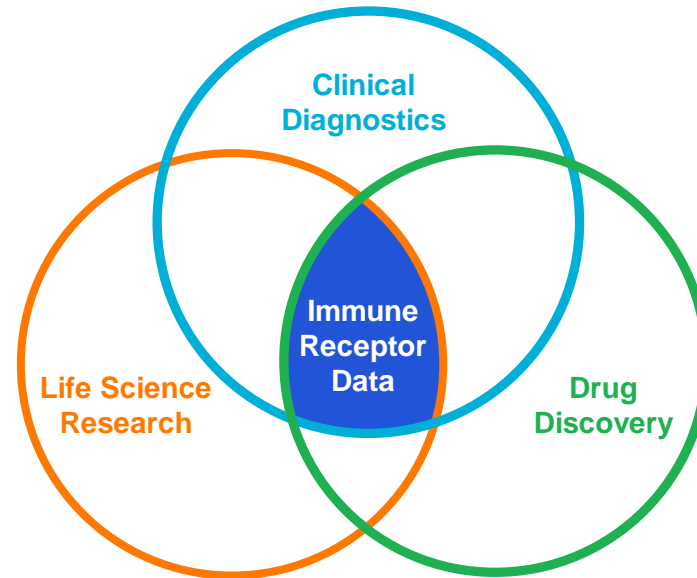 Clinical
Diagnostics
Immune
Receptor
Data
Life Science
Research
Drug
Discovery